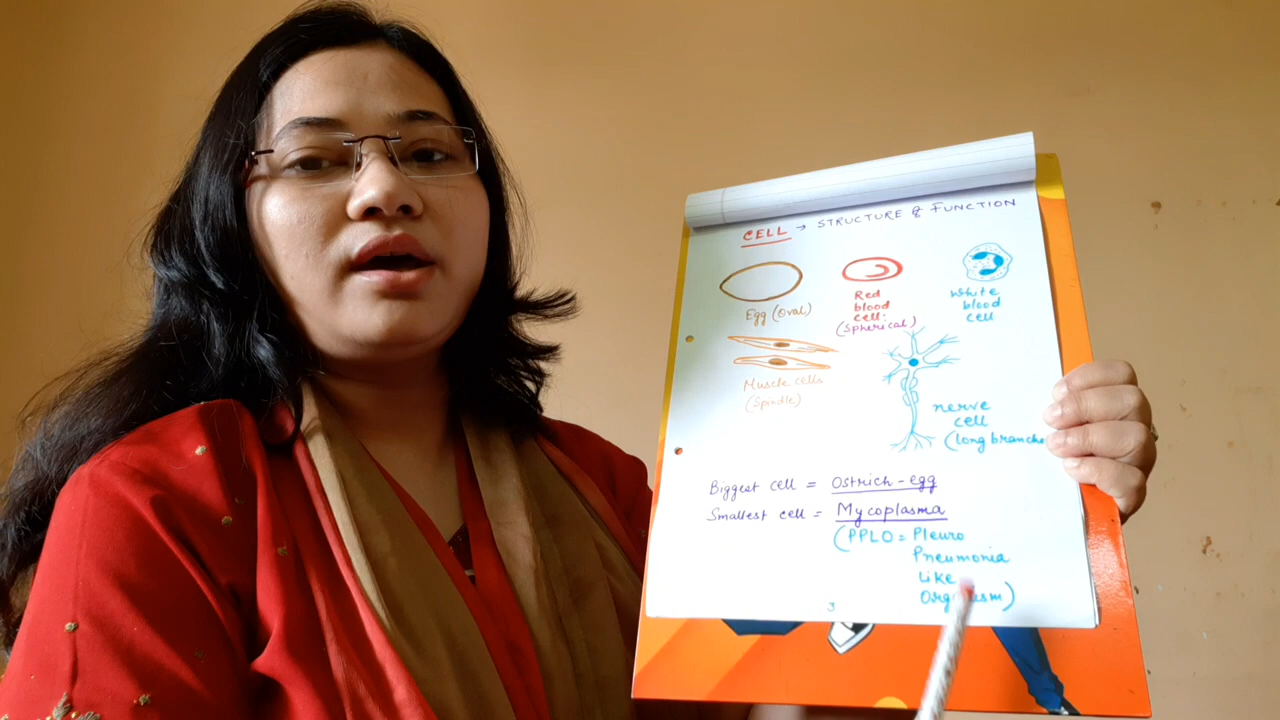 CELL → STRUCTURE & FUNCTION
Egg (Oval)
Red
blood
cell:
(Spherical)
White
blood
cell
Muscle cells
(Spindle)
nerve
cell
(long branche
Biggest cell = Ostrich-egg
Smallest cell = Mycoplasma
(PPLO = Pleuro
Pneumonia
Like
Organism)
3